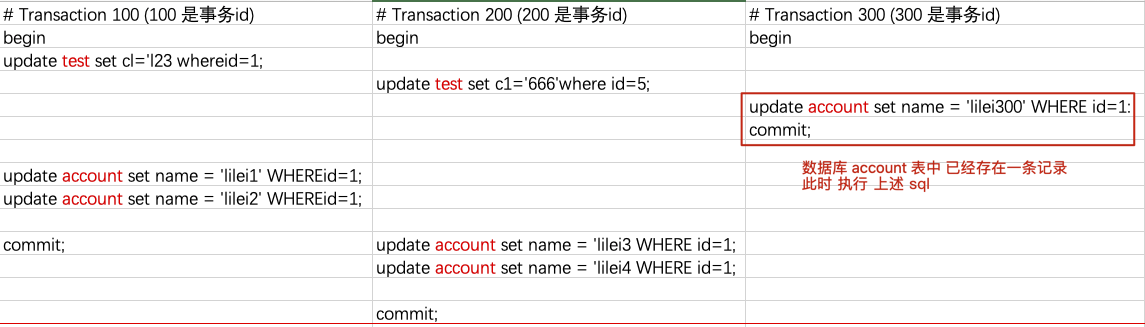 # Transaction 100 (100 是事务id)
# Transaction 200 (200 是事务id)
# Transaction 300 (300 是事务id)
begin
begin
begin
update test set cl='l23 whereid=1;
update test set c1='666'where id=5;
update account set name = 'lilei300' WHERE id=1:
commit;
数据库 account 表中 已经存在一条记录
此时 执行 上述 sql
update account set name = 'lilei1' WHEREid=1;
update account set name = 'lilei2' WHEREid=1;
commit;
update account set name = 'lilei3 WHERE id=1;
update account set name = 'lilei4 WHERE id=1;
commit;